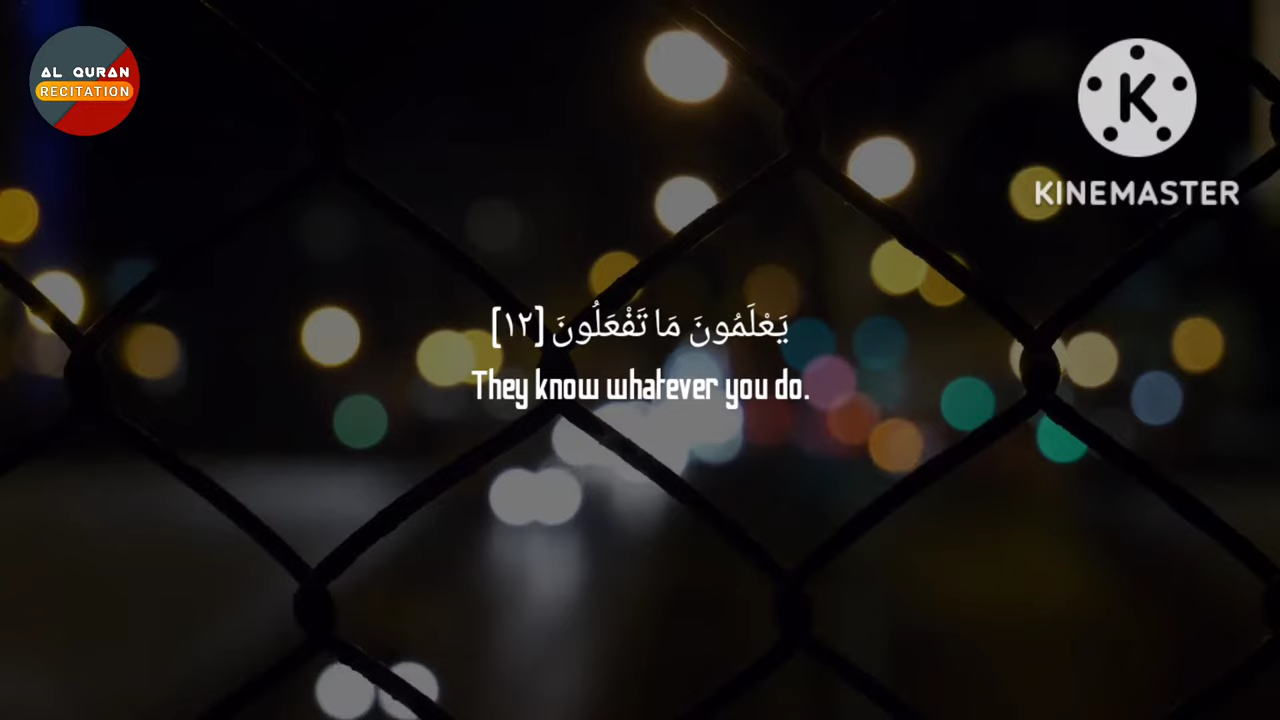 AL QURAN
RECITATION
K
KINEMASTER
يَعْلَمُونَ مَا تَفْعَلُونَ [١٢]
They know whatever you do.